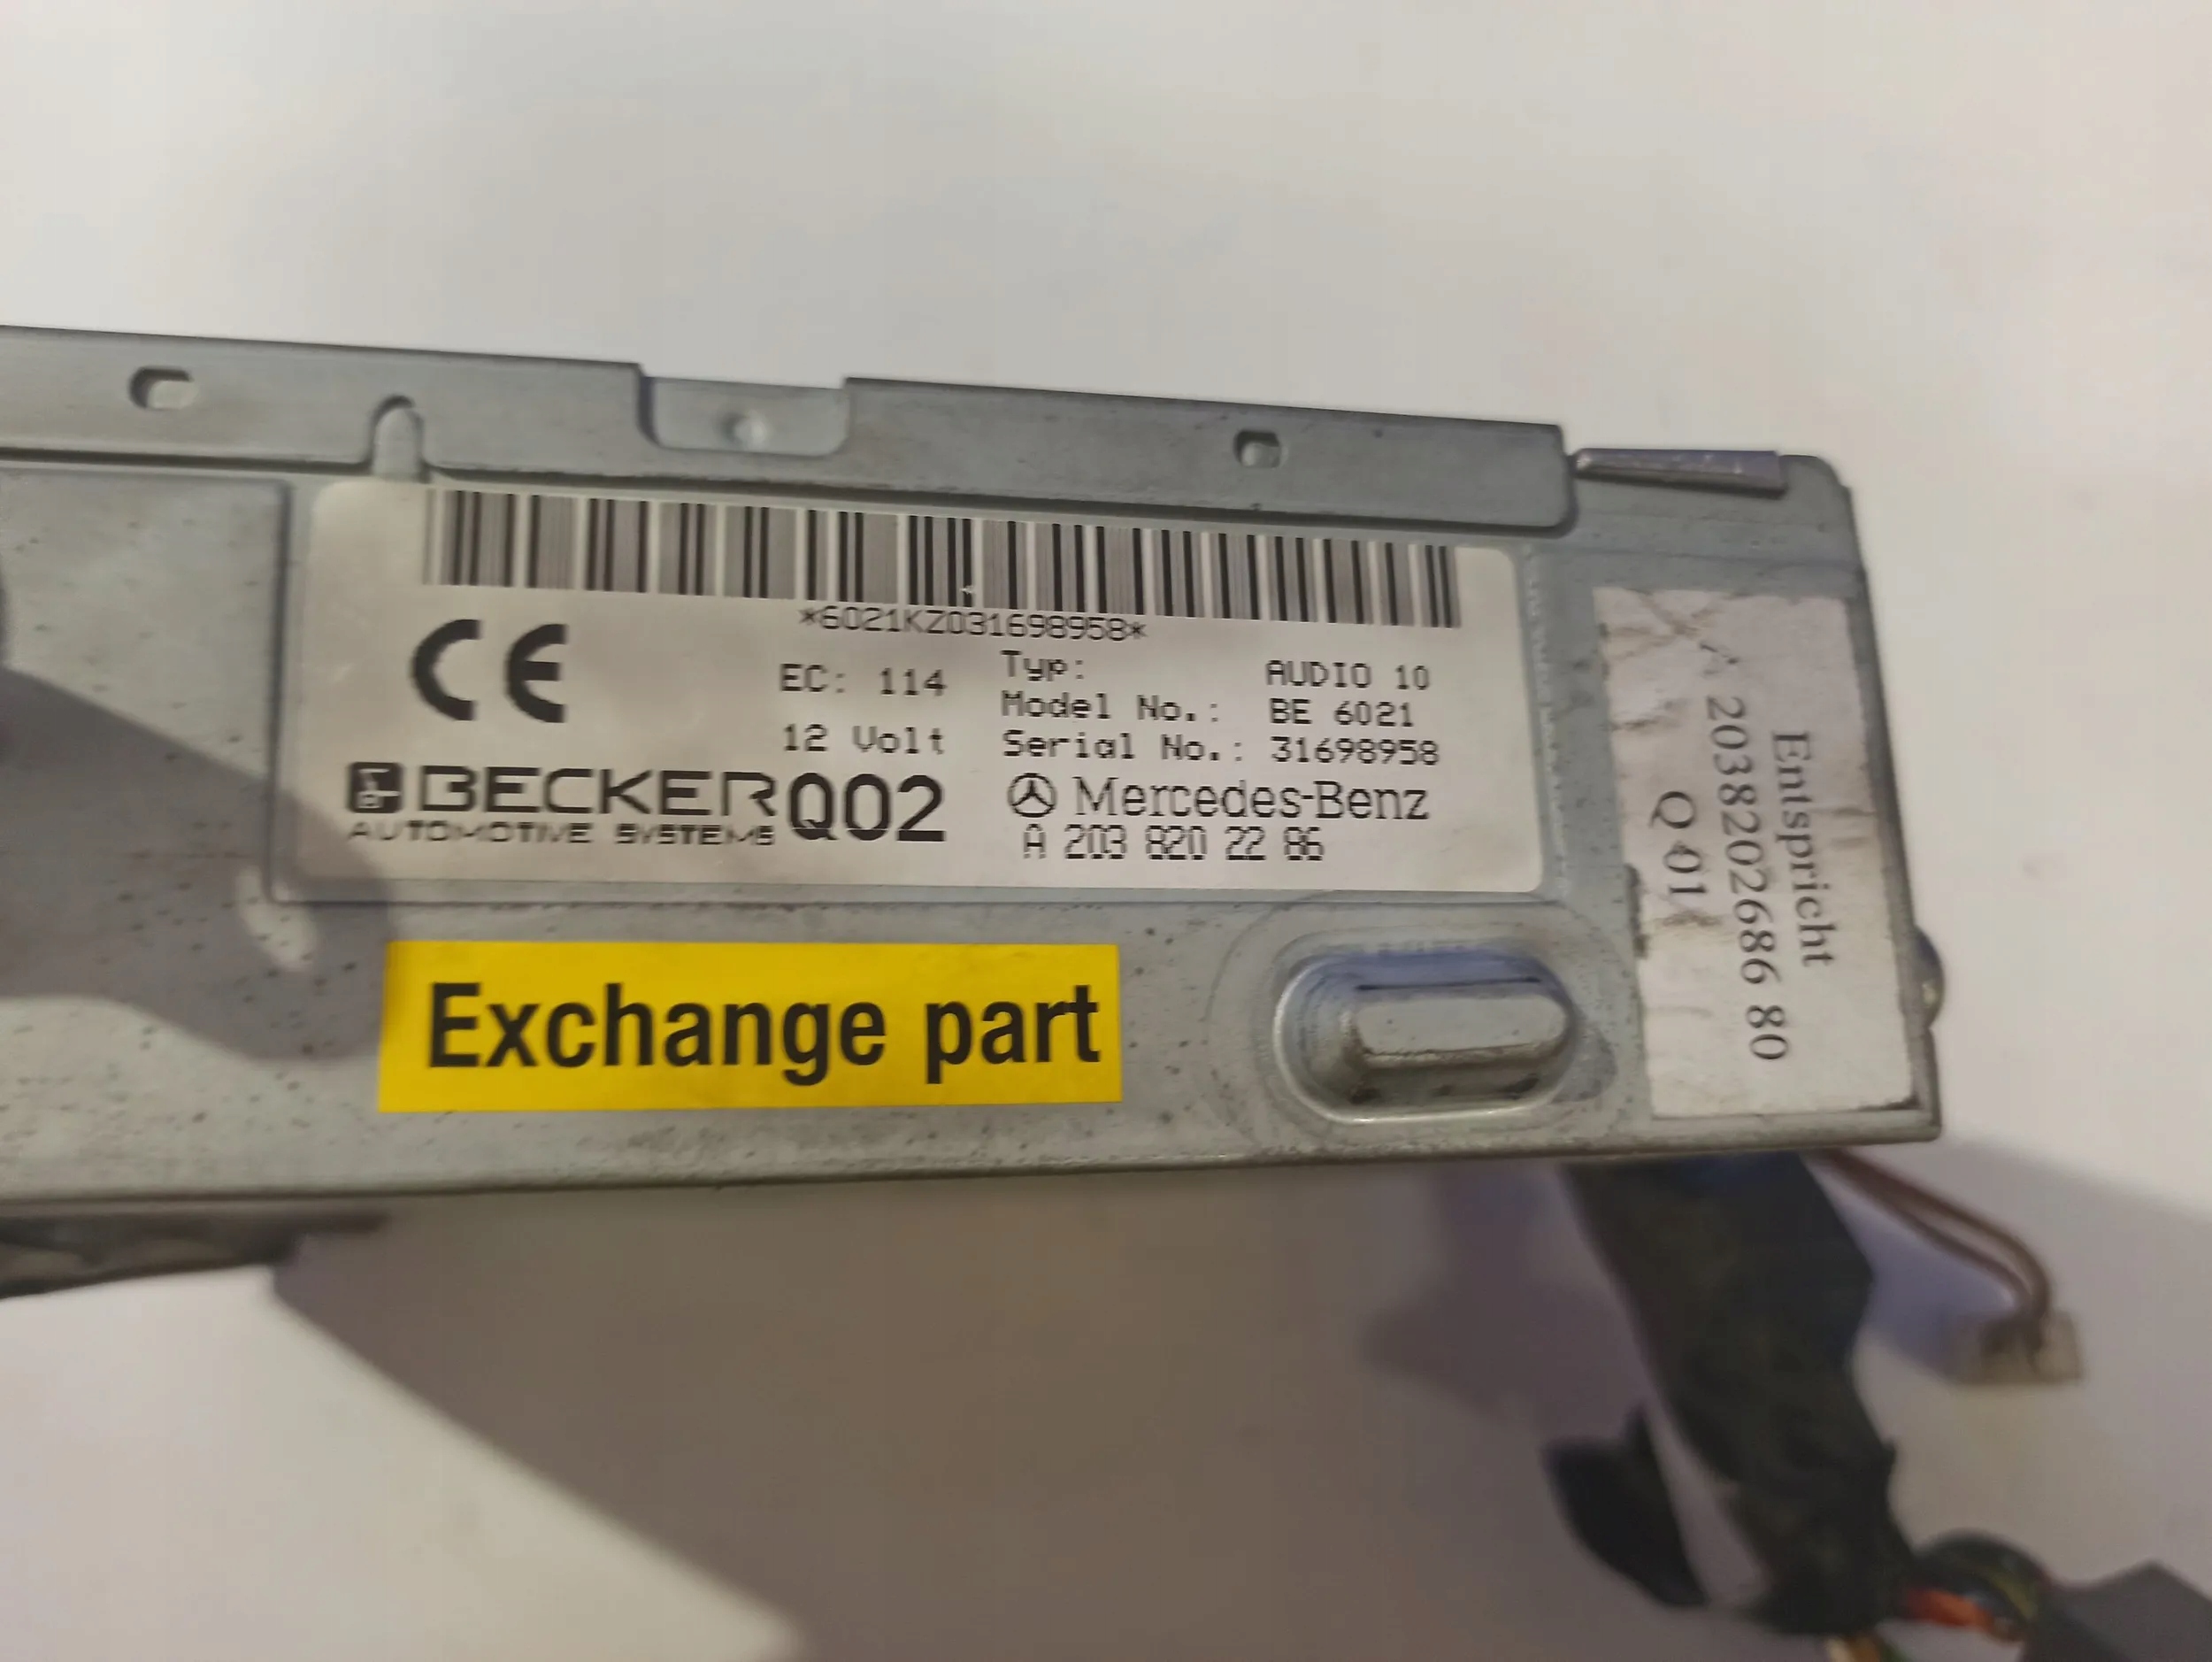 *6021KZ031698958*
EC: 114
12 Volt
Typ: AUDIO 10
Model No.: BE 6021
Serial No.: 31698958
CE
BECKER
AUTOMOTIVE SYSTEMS
Q02
Mercedes-Benz
A 203 820 22 86
Exchange part
Entspricht
A 2038202686 80
Q 01